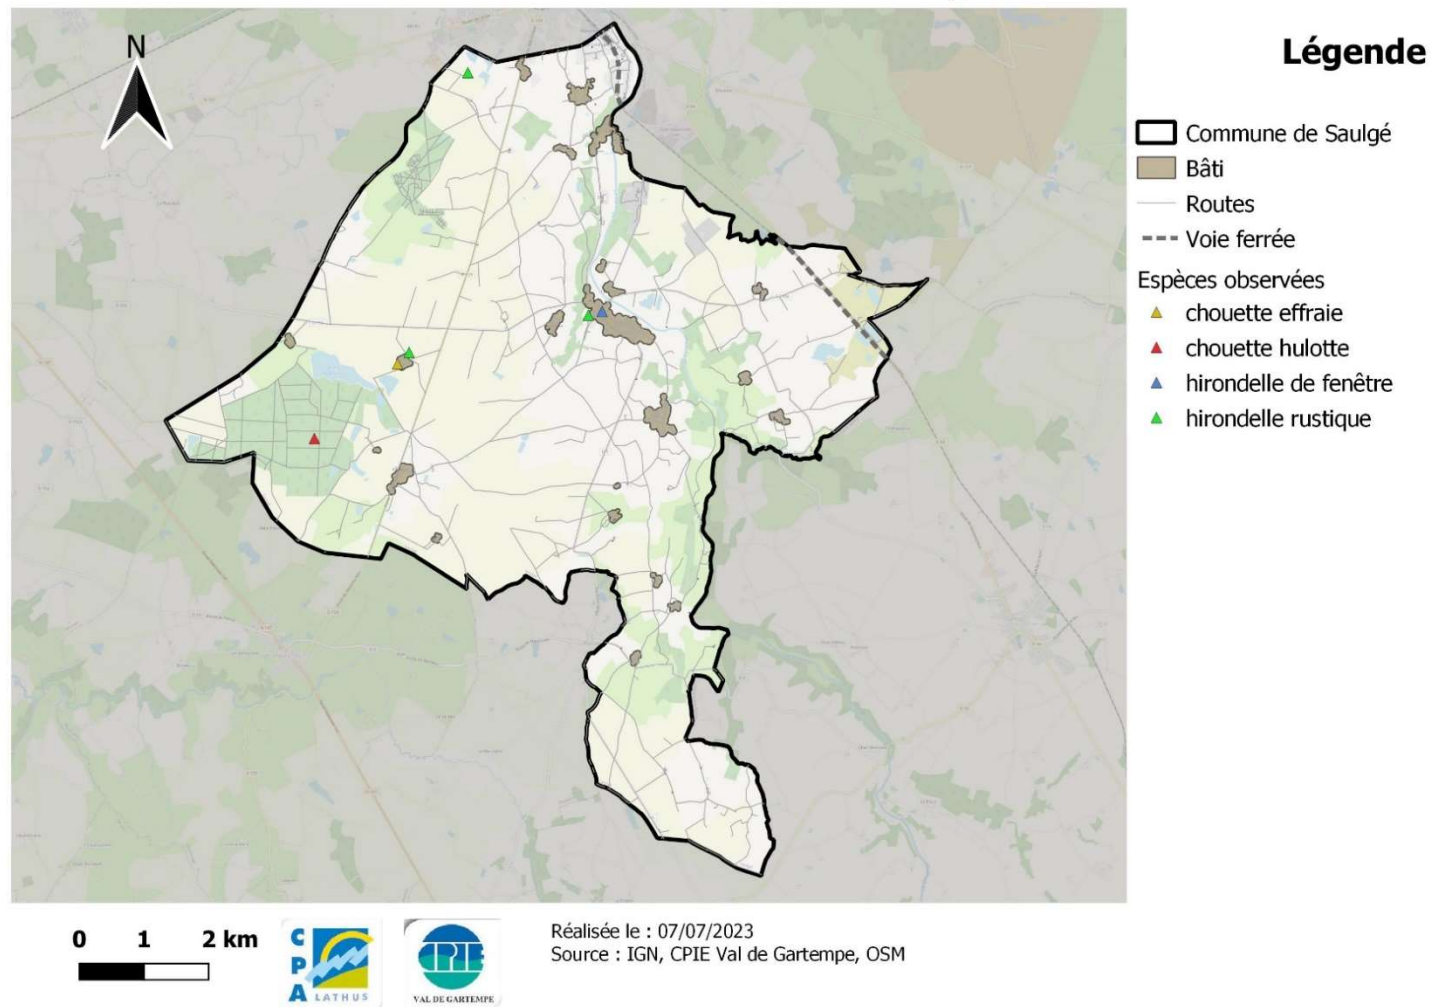 N
Légende
Commune de Saulgé
Bâti
Routes
Voie ferrée
Espèces observées
chouette effraie
chouette hulotte
hirondelle de fenêtre
hirondelle rustique
0 1 2 km
CPA
LATHUS
CPIE
VAL DE GARTEMPE
Réalisée le : 07/07/2023
Source : IGN, CPIE Val de Gartempe, OSM